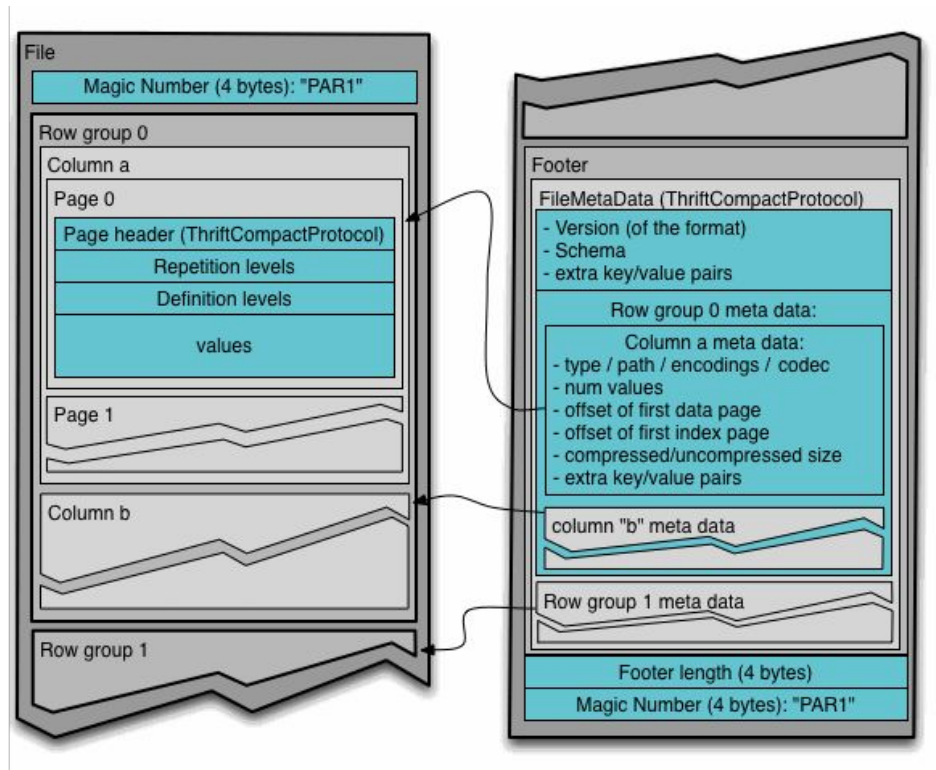 File
Magic Number (4 bytes): "PAR1"
Row group 0
Column a
Page 0
Page header (ThriftCompactProtocol)
Repetition levels
Definition levels
values
Page 1
Column b
Row group 1
Footer
FileMetaData (ThriftCompactProtocol)
- Version (of the format)
- Schema
- extra key/value pairs
Row group 0 meta data:
Column a meta data:
- type / path / encodings / codec
- num values
- offset of first data page
- offset of first index page
- compressed/uncompressed size
- extra key/value pairs
column "b" meta data
Row group 1 meta data
Footer length (4 bytes)
Magic Number (4 bytes): "PAR1"